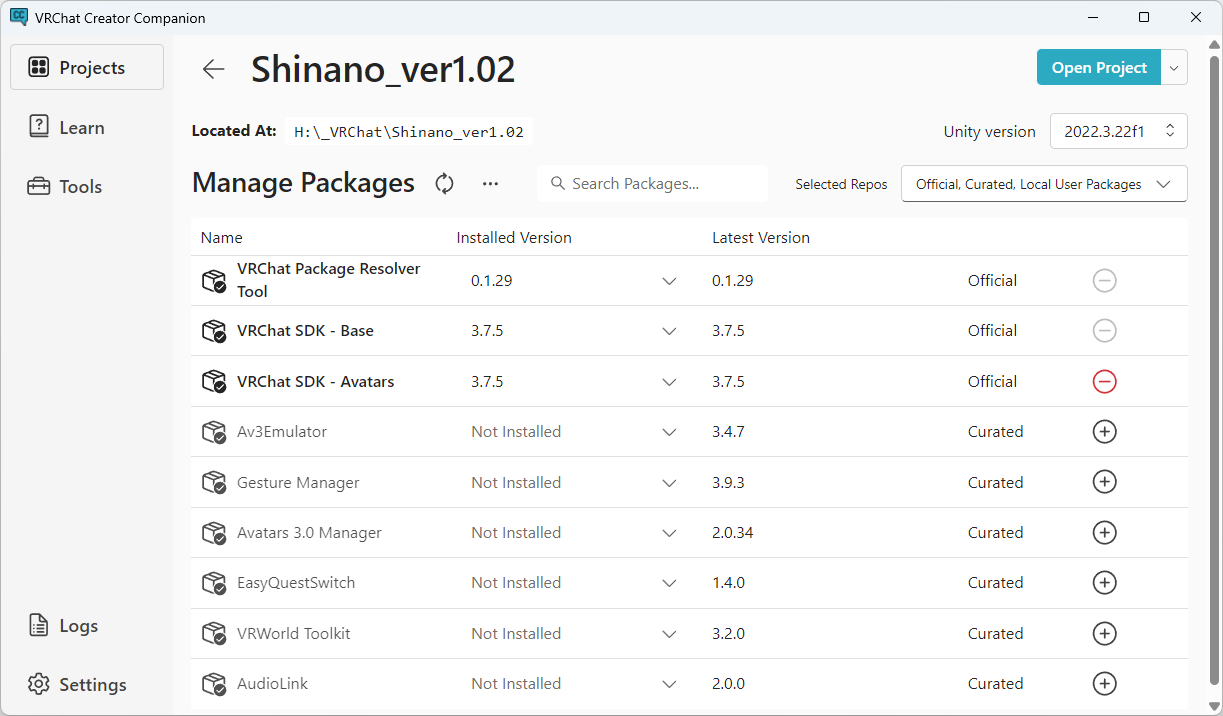 VRChat Creator Companion
Projects
Learn
Tools
Logs
Settings
Shinano_ver1.02
Open Project
Located At: H:\_VRChat\Shinano_ver1.02
Unity version 2022.3.22f1
Manage Packages
Search Packages...
Selected Repos
Official, Curated, Local User Packages
Name Installed Version Latest Version
VRChat Package Resolver
Tool
0.1.29 0.1.29 Official
VRChat SDK - Base 3.7.5 3.7.5 Official
VRChat SDK - Avatars 3.7.5 3.7.5 Official
Av3Emulator Not Installed 3.4.7 Curated
Gesture Manager Not Installed 3.9.3 Curated
Avatars 3.0 Manager Not Installed 2.0.34 Curated
EasyQuestSwitch Not Installed 1.4.0 Curated
VRWorld Toolkit Not Installed 3.2.0 Curated
AudioLink Not Installed 2.0.0 Curated